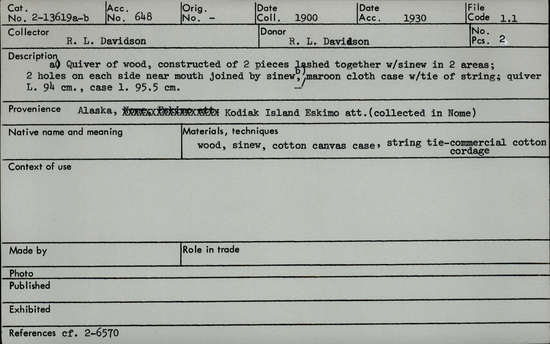 Cat. No. 2-13619a-b Acc. No. 648 Orig. No. – Date Coll. 1900 Date Acc. 1930 File Code 1.1
Collector R. L. Davidson Donor R. L. Davidson No. Pcs. 2
Description a) Quiver of wood, constructed of 2 pieces lashed together w/sinew in 2 areas;
2 holes on each side near mouth joined by sinew, b) maroon cloth case w/tie of string; quiver
L. 94 cm., case l. 95.5 cm.
Provenience Alaska, Kodiak Island Eskimo att.(collected in Nome)
Native name and meaning Materials, techniques
wood, sinew, cotton canvas case, string tie-commercial cotton
cordage
Context of use
Made by Role in trade
Photo
Published
Exhibited
References cf. 2-6570